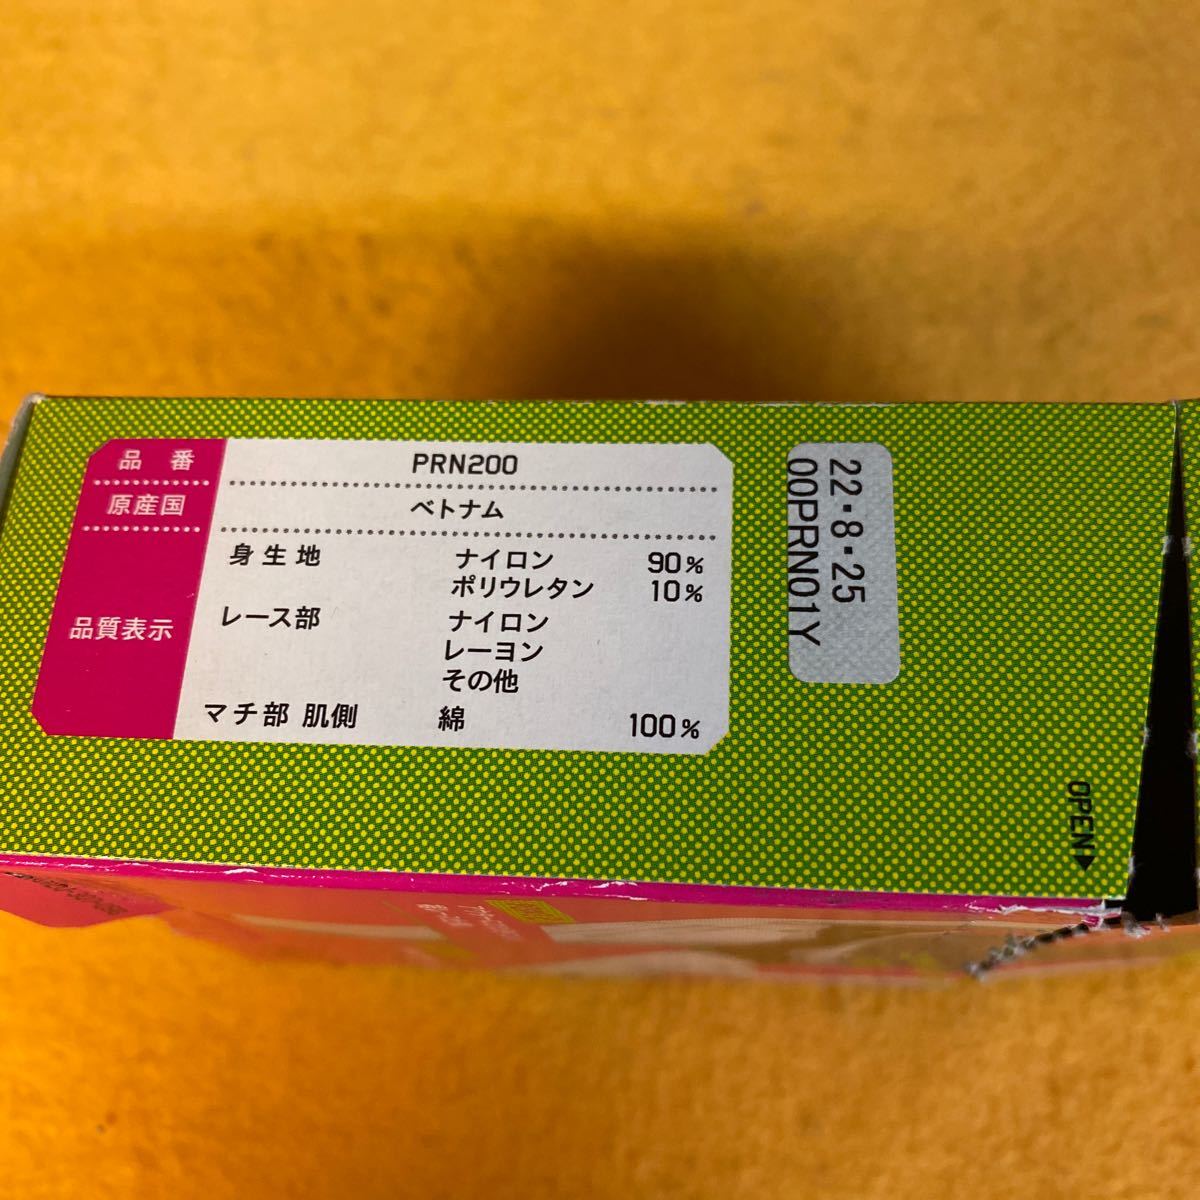 品番 PRN200
原産国 ベトナム
品質表示
身生地 ナイロン 90%
ポリウレタン 10%
レース部 ナイロン
レーヨン
その他
マチ部 肌側 綿 100%
22・8・25
00PRN01Y
OPEN▶